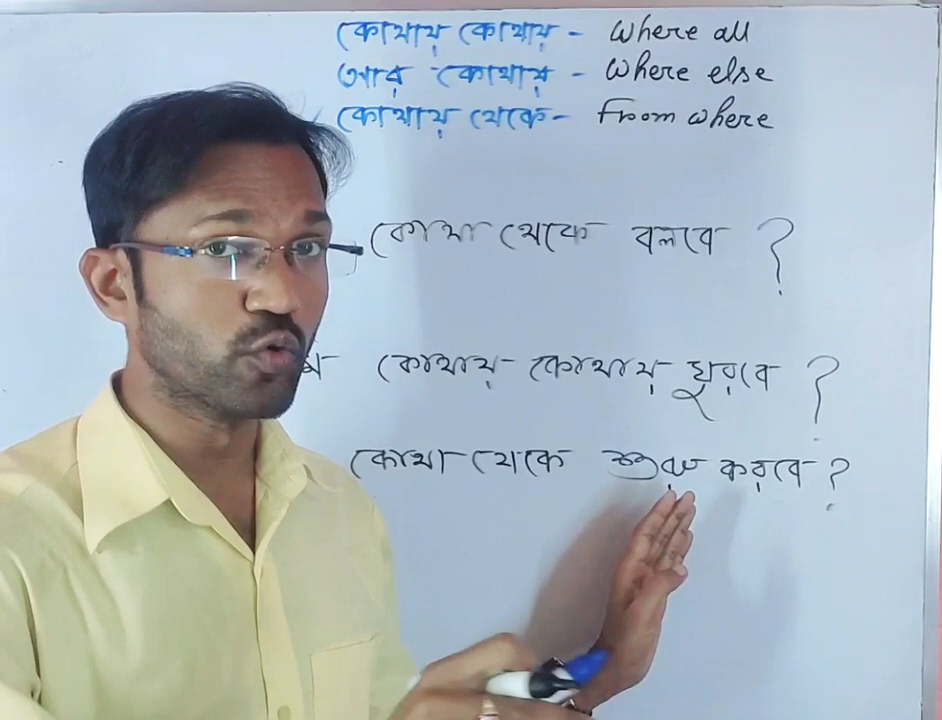 কোথায় কোথায় - Where all
আর কোথায় - Where else
কোথায় থেকে - From where
কোথা থেকে বলবে ?
কোথায় কোথায় ঘুরবে ?
কোথা থেকে শুরু করবে ?